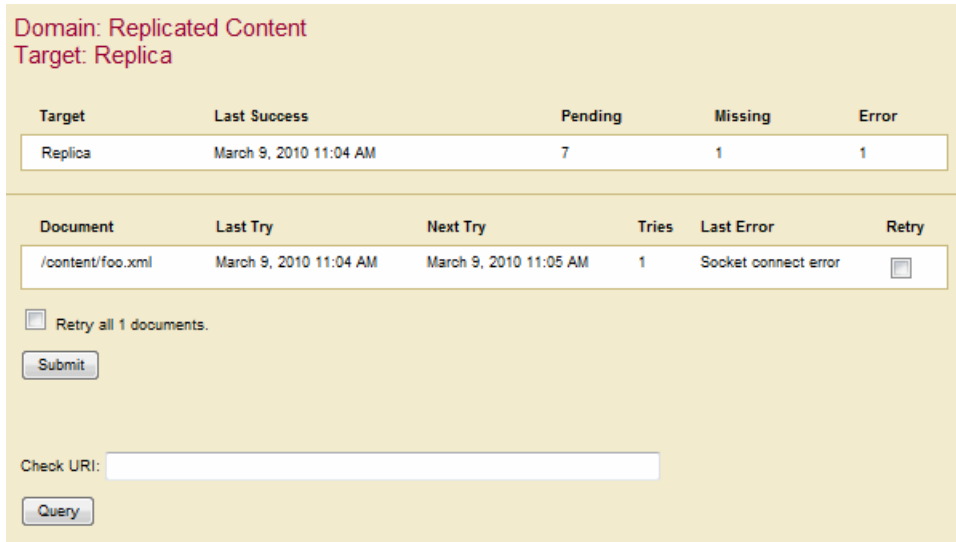 Domain: Replicated Content
Target: Replica
Target Last Success Pending Missing Error
Replica March 9, 2010 11:04 AM 7 1 1
Document Last Try Next Try Tries Last Error Retry
/content/foo.xml March 9, 2010 11:04 AM March 9, 2010 11:05 AM 1 Socket connect error
Retry all 1 documents.
Submit
Check URI:
Query